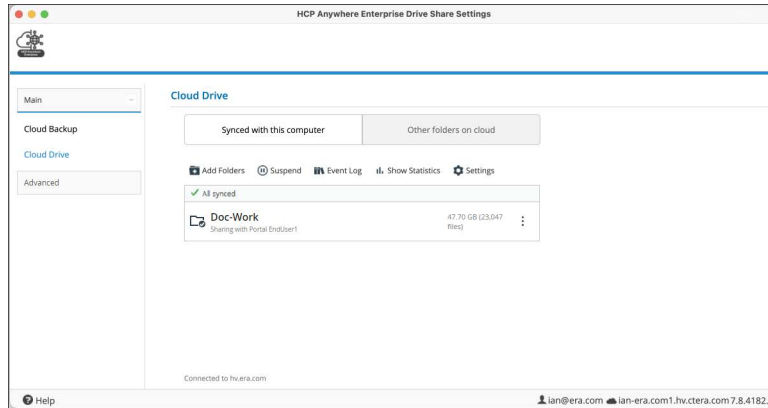 HCP Anywhere Enterprise Drive Share Settings
HCP Anywhere
Enterprise
Main
Cloud Backup
Cloud Drive
Advanced
Cloud Drive
Synced with this computer
Other folders on cloud
Add Folders
Suspend
Event Log
Show Statistics
Settings
All synced
Doc-Work
Sharing with Portal EndUser1
47.70 GB (23,047
files)
Connected to hv.era.com
Help
ian@era.com ian-era.com1.hv.ctera.com 7.8.4182.